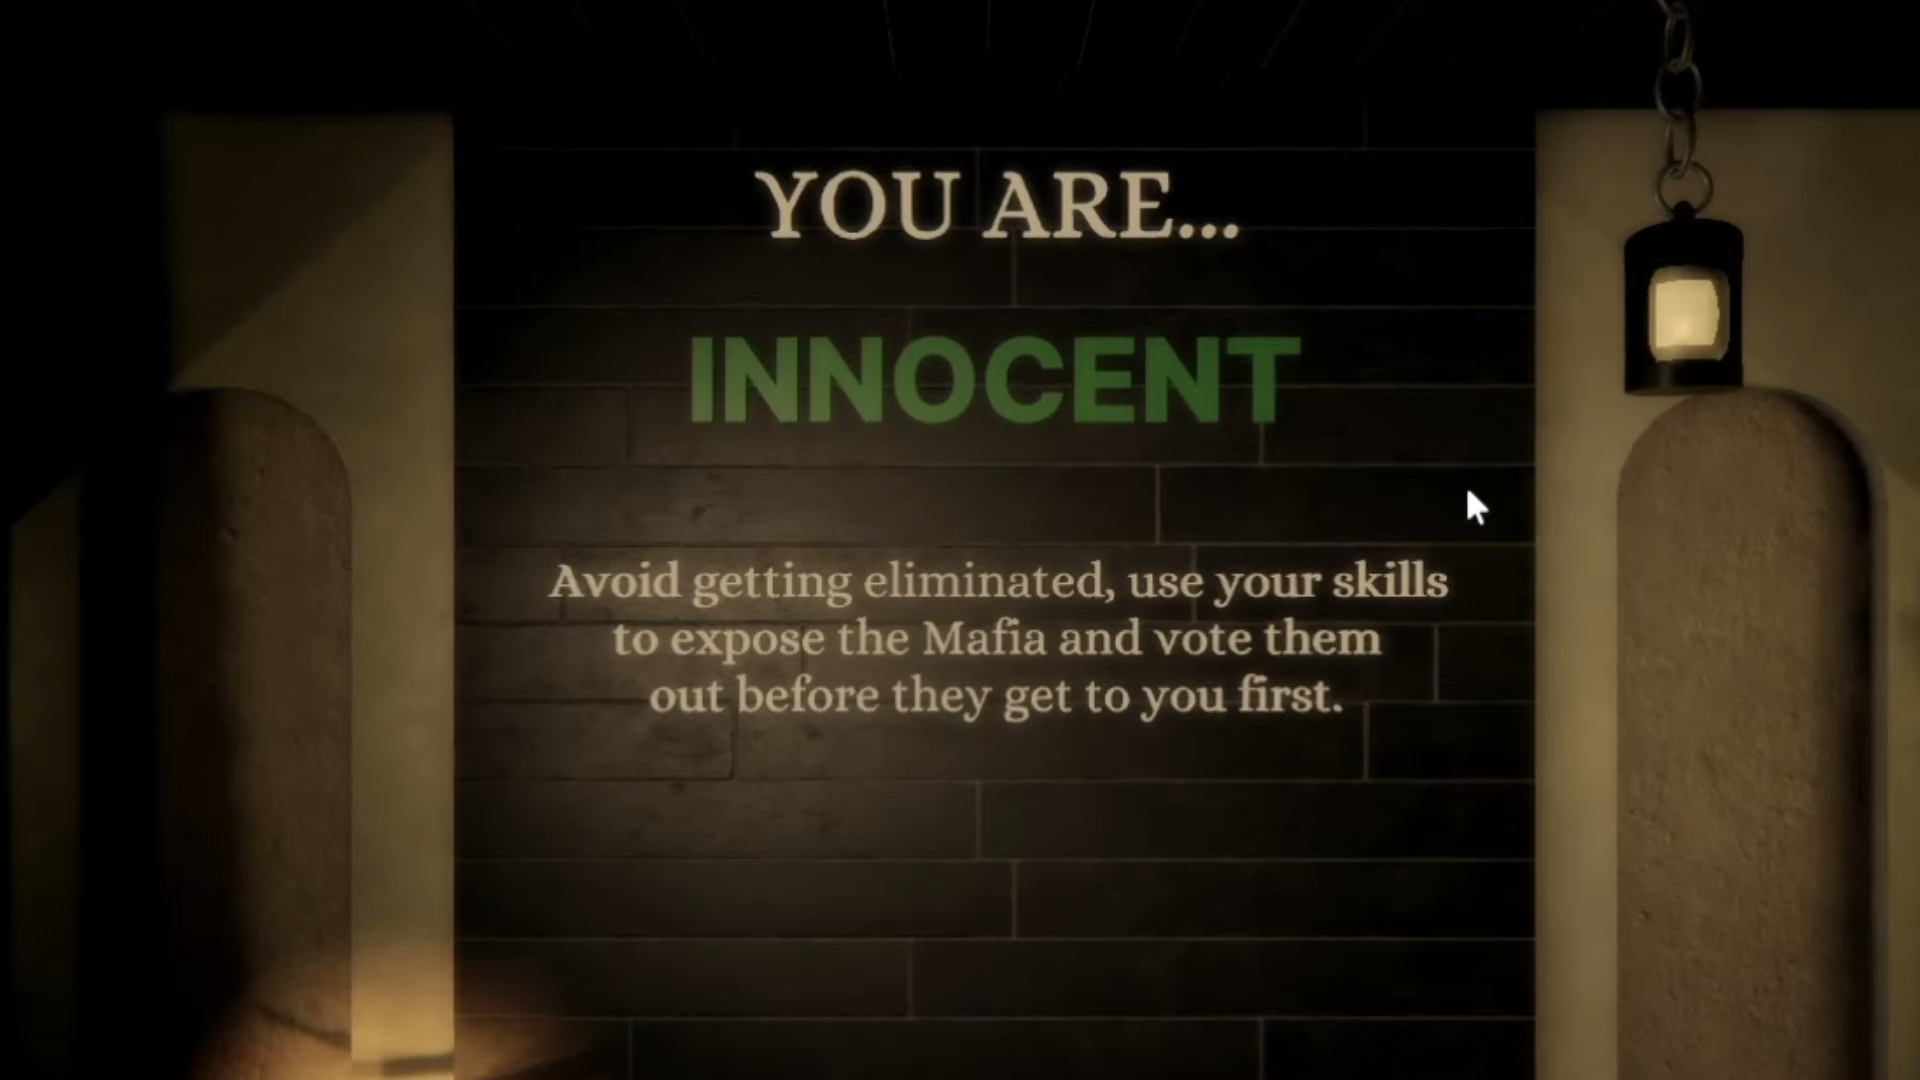 YOU ARE...
INNOCENT
Avoid getting eliminated, use your skills
to expose the Mafia and vote them
out before they get to you first.